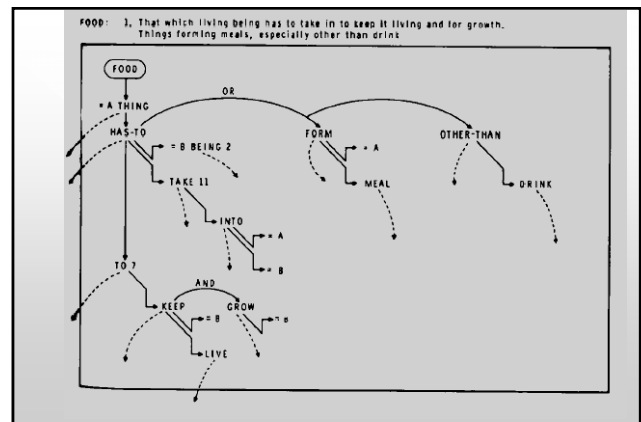 FOOD: 1. That which living being has to take in to keep it living and for growth.
Things forming meals, especially other than drink
FOOD
= A THING
OR
HAS-TO
FORM
OTHER-THAN
= B BEING 2
= A
TAKE 11
MEAL
DRINK
INTO
= A
= B
TO 7
AND
KEEP
GROW
= B
= B
LIVE